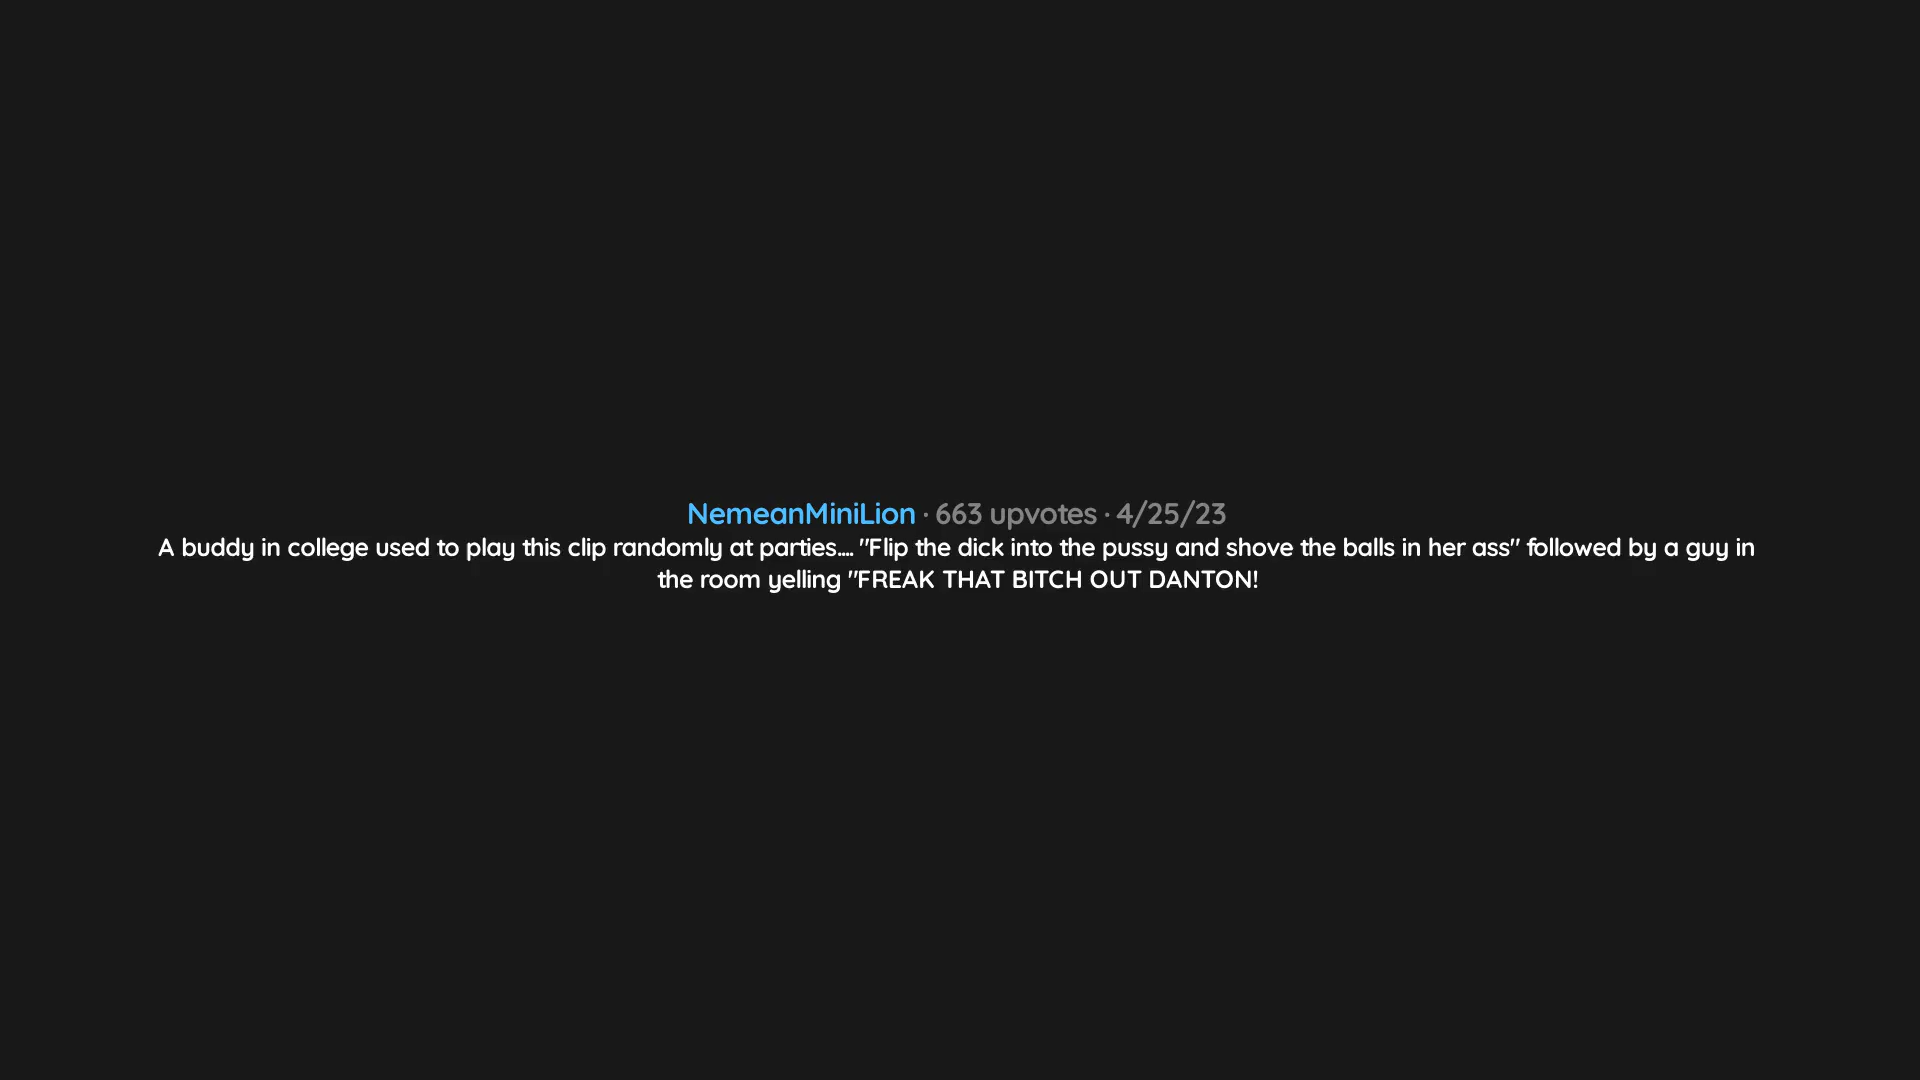 NemeanMiniLion · 663 upvotes · 4/25/23
A buddy in college used to play this clip randomly at parties.... "Flip the dick into the pussy and shove the balls in her ass" followed by a guy in
the room yelling "FREAK THAT BITCH OUT DANTON!